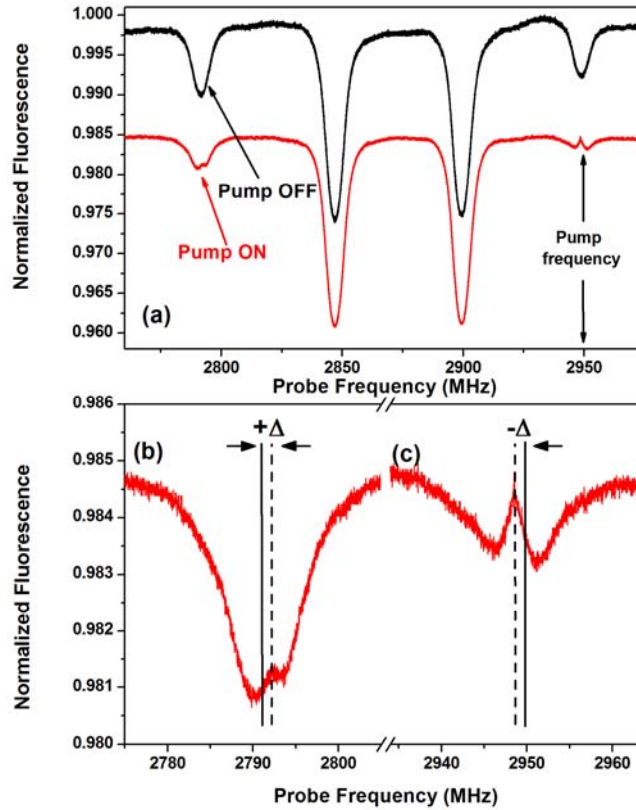 1.000
0.995
0.990
0.985
0.980
0.975
0.970
0.965
0.960
Normalized Fluorescence
Pump OFF
Pump ON
Pump
frequency
(a)
2800
2850
2900
2950
Probe Frequency (MHz)
0.986
0.985
0.984
0.983
0.982
0.981
0.980
Normalized Fluorescence
(b)
+Δ
(c)
-Δ
2780
2790
2800
2940
2950
2960
Probe Frequency (MHz)